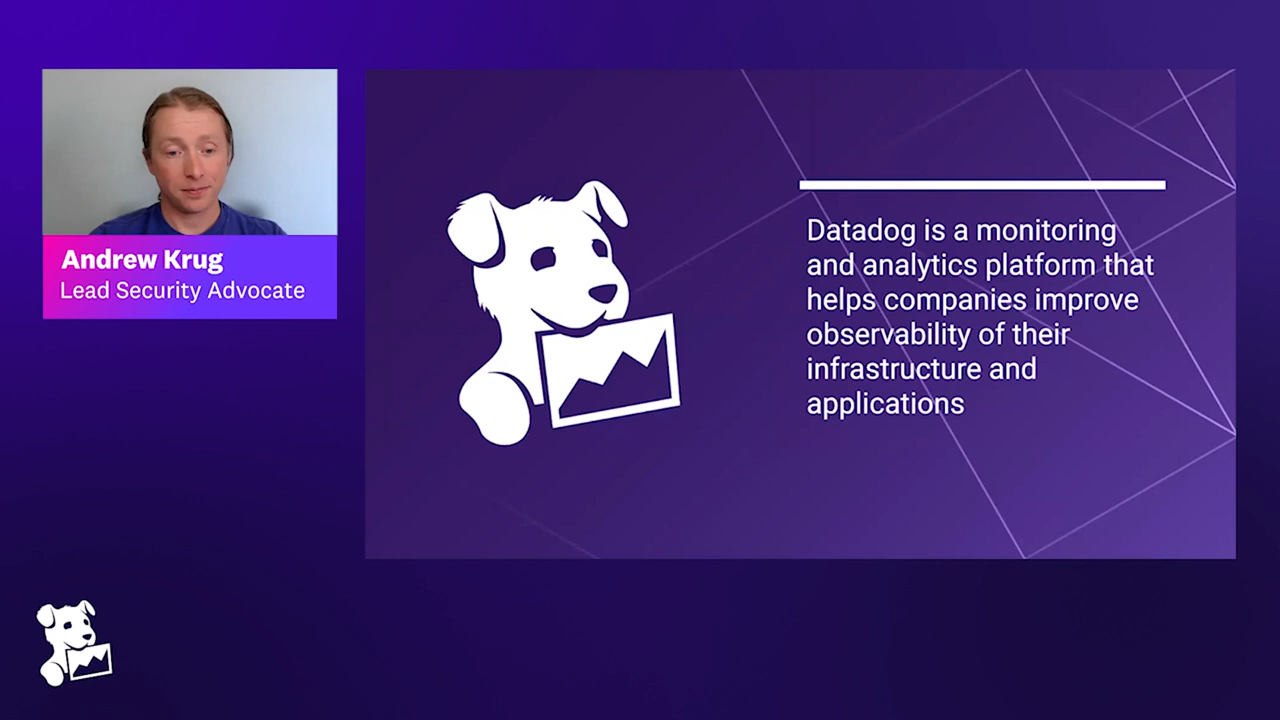 Andrew Krug
Lead Security Advocate
Datadog is a monitoring
and analytics platform that
helps companies improve
observability of their
infrastructure and
applications